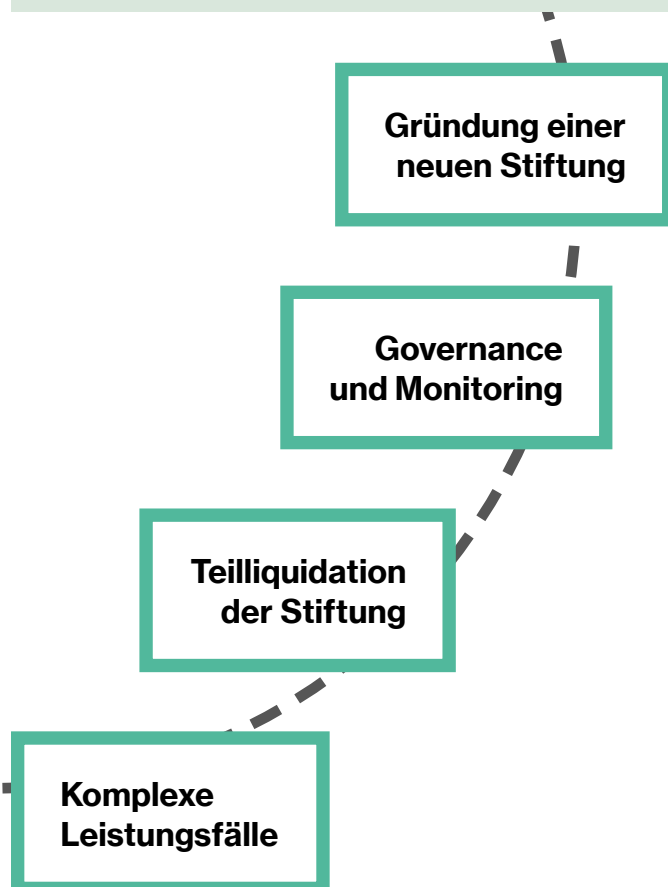 Gründung einer
neuen Stiftung
Governance
und Monitoring
Teilliquidation
der Stiftung
Komplexe
Leistungsfälle